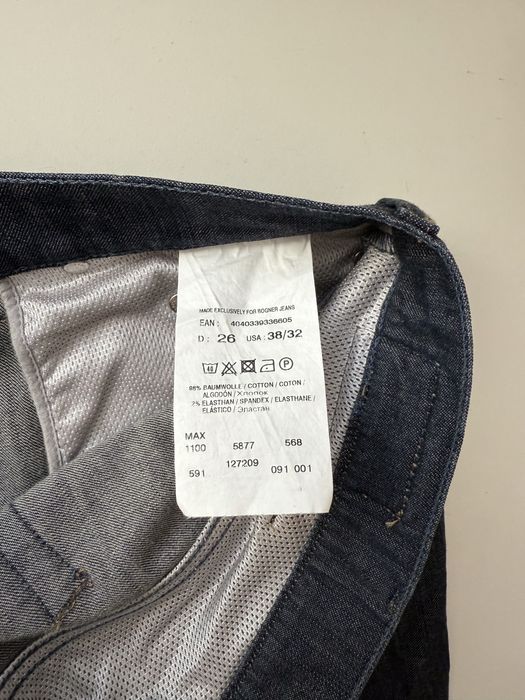 MADE EXCLUSIVELY FOR BOGNER JEANS
EAN : 4040339336605
D : 26 USA : 38/32
98% BAUMWOLLE / COTTON / COTON /
ALGODÓN / Хлопок
2% ELASTHAN / SPANDEX / ELASTHANE /
ELÁSTICO / Эластан
MAX
1100 5877 568
127209
591 091 001